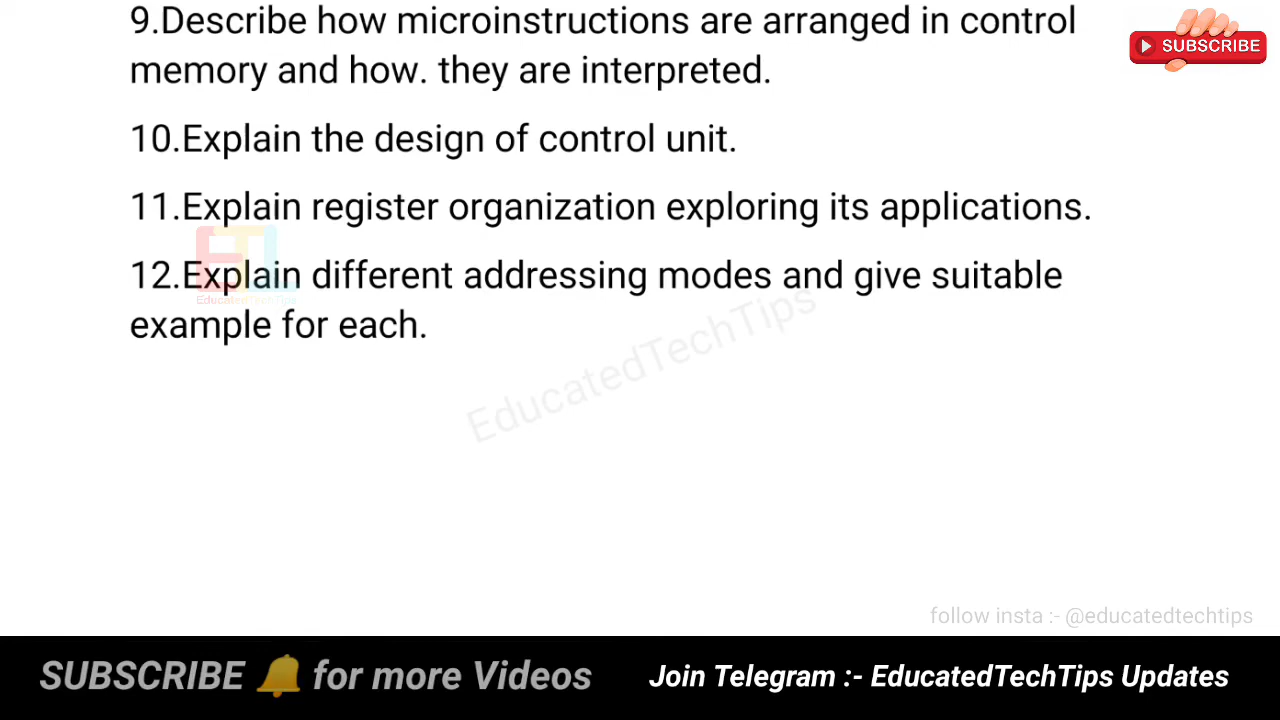 9.Describe how microinstructions are arranged in control
memory and how. they are interpreted.
SUBSCRIBE
10.Explain the design of control unit.
11.Explain register organization exploring its applications.
12.Explain different addressing modes and give suitable
example for each.
EducatedTechTips
EducatedTechTips
follow insta :- @educatedtechtips
SUBSCRIBE 🔔 for more Videos
Join Telegram :- EducatedTechTips Updates